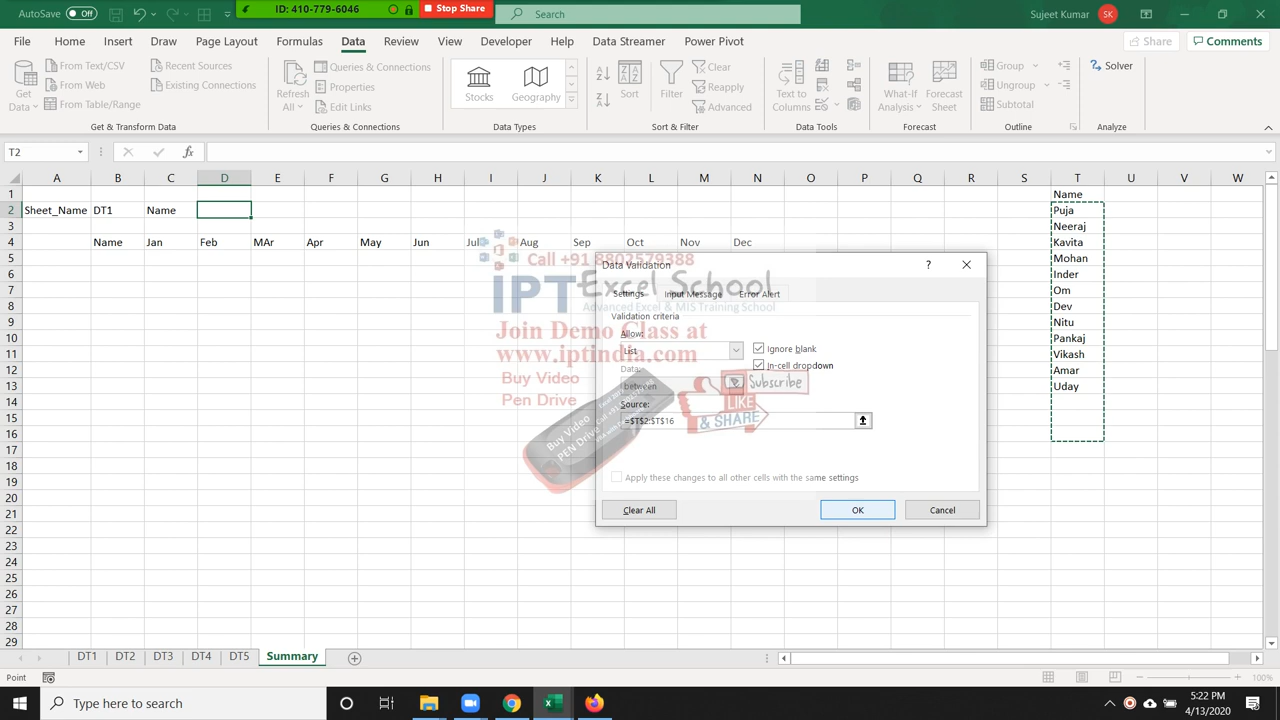 AutoSave Off
ID: 410-779-6046
Stop Share
Search
Sujeet Kumar SK
File Home Insert Draw Page Layout Formulas Data Review View Developer Help Data Streamer Power Pivot
Share Comments
Get Data
From Text/CSV
From Web
From Table/Range
Recent Sources
Existing Connections
Get & Transform Data
Refresh All
Queries & Connections
Properties
Edit Links
Queries & Connections
Stocks
Geography
Data Types
Sort
Filter
Clear
Reapply
Advanced
Sort & Filter
Text to Columns
Data Tools
What-If Analysis
Forecast Sheet
Forecast
Group
Ungroup
Subtotal
Outline
Solver
Analyze
T2
fx
A B C D E F G H I J K L M N O P Q R S T U V W
1 Name
2 Sheet_Name DT1 Name Puja
3 Neeraj
4 Name Jan Feb MAr Apr May Jun Jul Aug Sep Oct Nov Dec Kavita
5 Mohan
6 Inder
7 Om
8 Dev
9 Nitu
10 Pankaj
11 Vikash
12 Amar
13 Uday
14
15
16
17
18
19
20
21
22
23
24
25
26
27
28
29
Call +91 8802579388
iPT Excel School
Advanced Excel & MIS Training School
Join Demo Class at
www.iptindia.com
Buy Video
Pen Drive
Buy Video
PEN Drive
Subscribe
LIKE
& SHARE
Data Validation ?
Settings Input Message Error Alert
Validation criteria
Allow:
List
Ignore blank
In-cell dropdown
Data:
between
Source:
=$T$2:$T$16
Apply these changes to all other cells with the same settings
Clear All OK Cancel
DT1 DT2 DT3 DT4 DT5 Summary
Point
100%
Type here to search
5:22 PM
4/13/2020